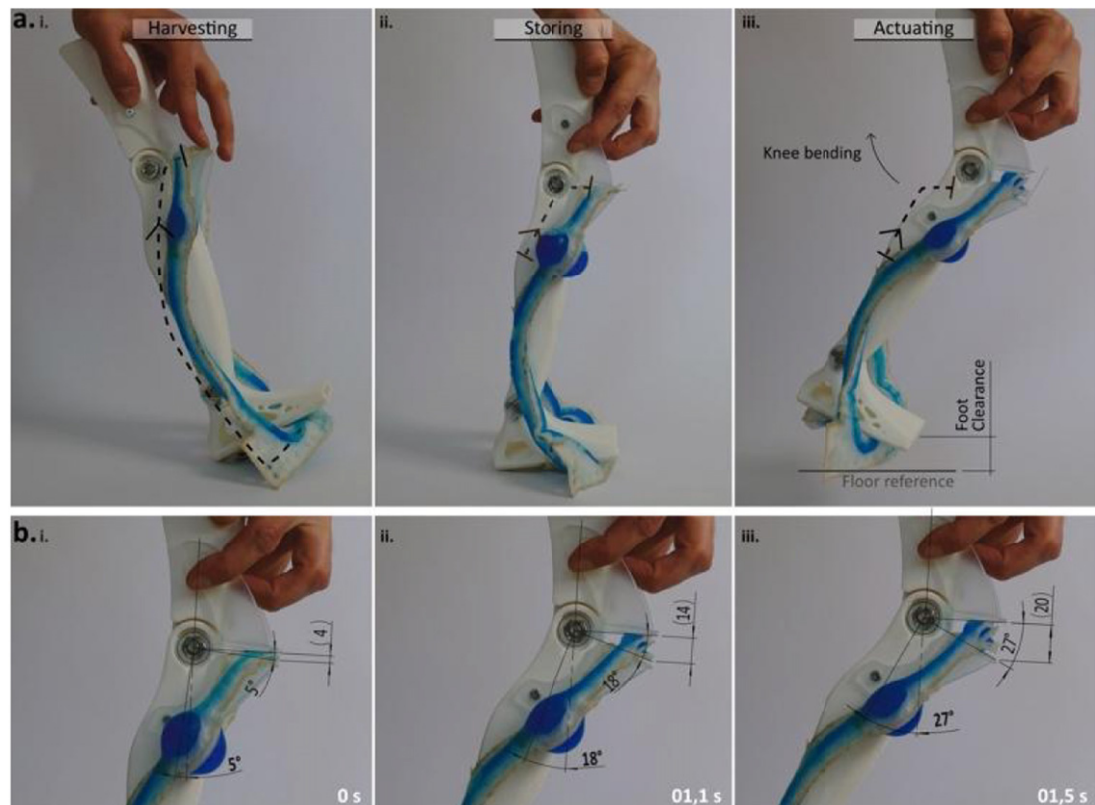 a. i.
Harvesting
ii.
Storing
iii.
Actuating
Knee bending
Foot
Clearance
Floor reference
b. i.
(4)
5°
5°
0 s
ii.
(14)
18°
18°
01,1 s
iii.
(20)
27°
27°
01,5 s